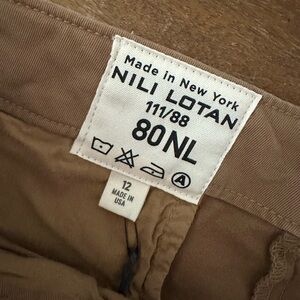 Made in New York
NILI LOTAN
111/88
80NL
A
12
MADE IN
USA